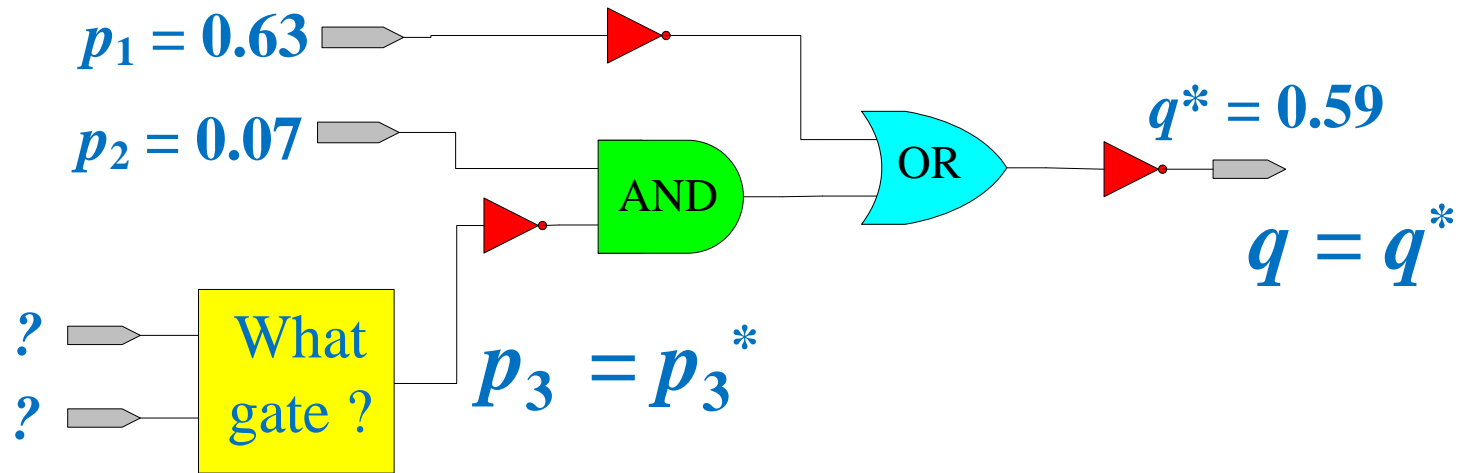 p₁ = 0.63
p₂ = 0.07
q* = 0.59
OR
AND
q = q*
?
What
gate ?
p₃ = p₃*
?